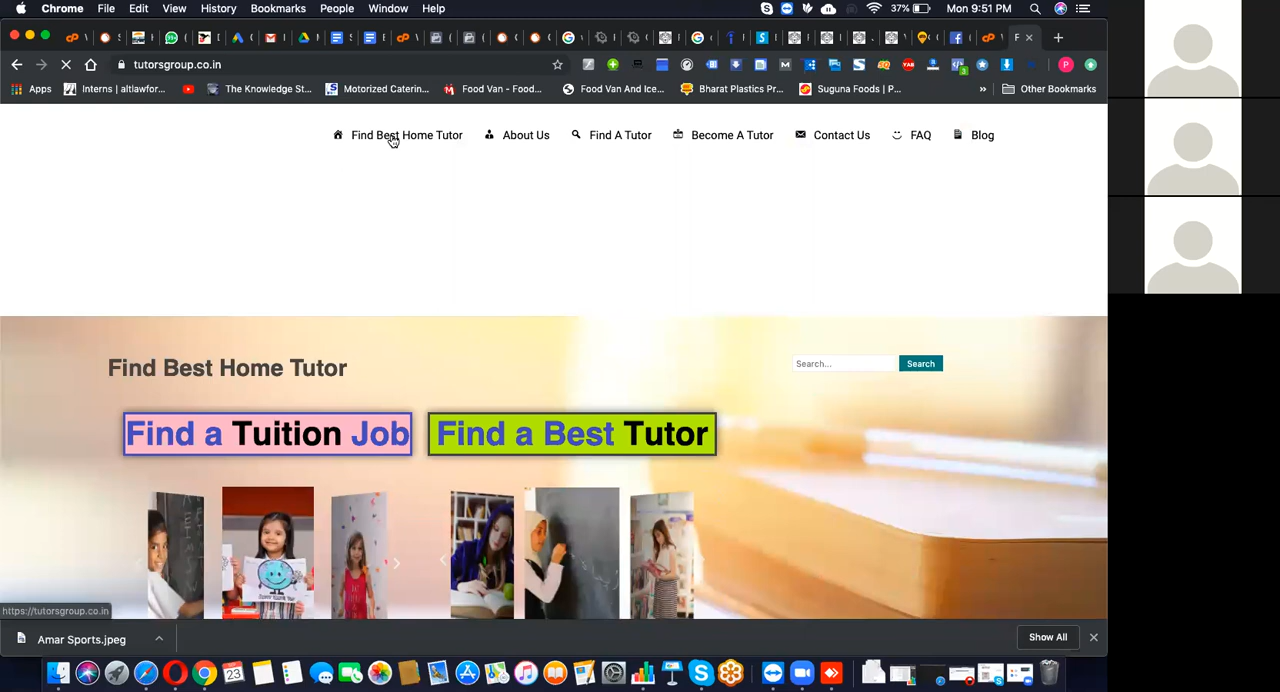 Chrome File Edit View History Bookmarks People Window Help 37% Mon 9:51 PM
tutorsgroup.co.in
Apps Interns | altlawfor... The Knowledge St... Motorized Caterin... Food Van - Food... Food Van And Ice... Bharat Plastics Pr... Suguna Foods | P... » Other Bookmarks
Find Best Home Tutor About Us Find A Tutor Become A Tutor Contact Us FAQ Blog
Find Best Home Tutor
Search... Search
Find a Tuition Job Find a Best Tutor
https://tutorsgroup.co.in
Amar Sports.jpeg Show All